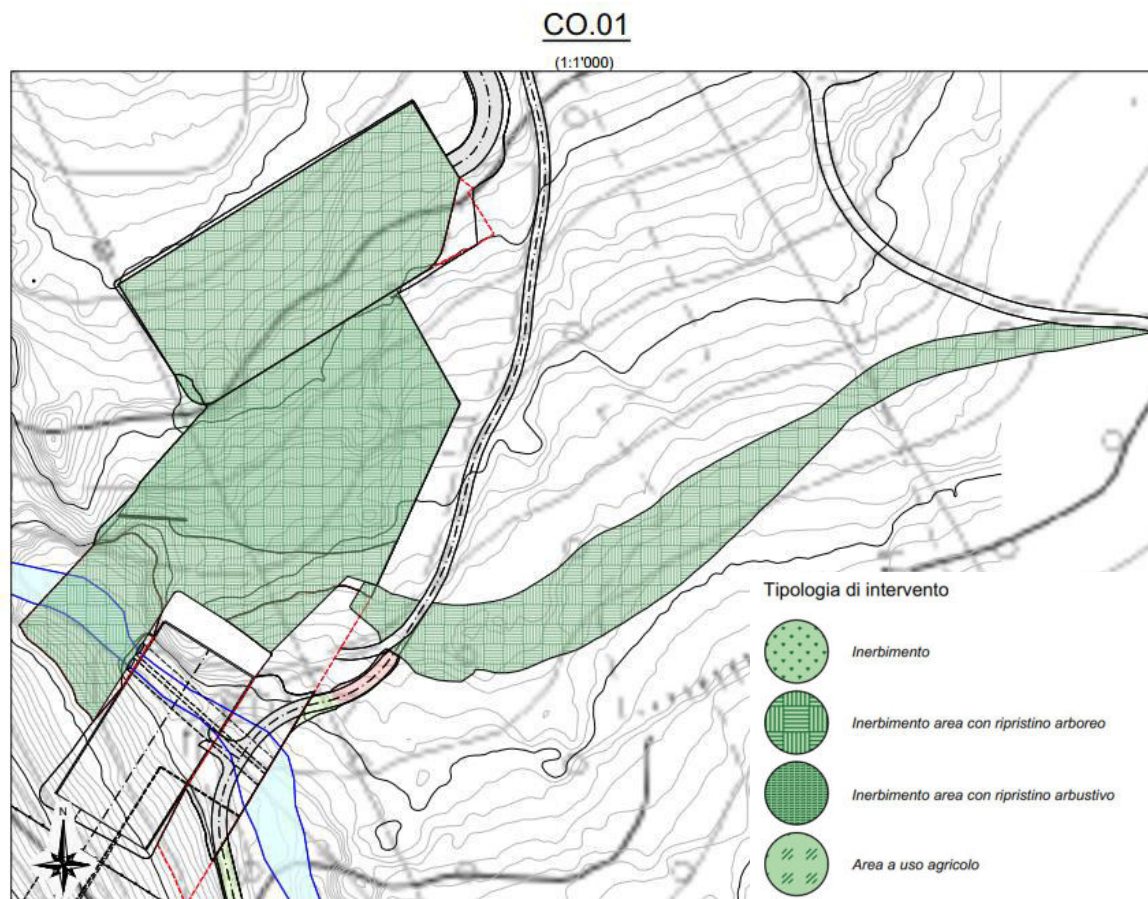 CO.01
(1:1'000)
Tipologia di intervento
Inerbimento
Inerbimento area con ripristino arboreo
Inerbimento area con ripristino arbustivo
Area a uso agricolo
N